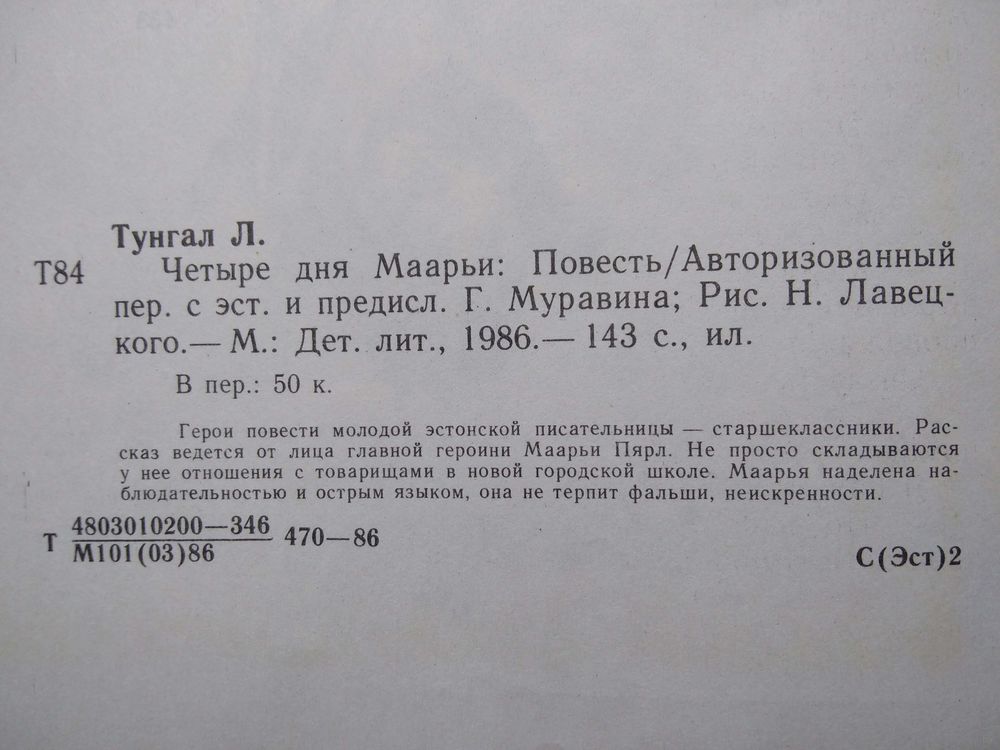 Тунгал Л.
Т84 Четыре дня Маарьи: Повесть/Авторизованный
пер. с эст. и предисл. Г. Муравина; Рис. Н. Лавец-
кого.— М.: Дет. лит., 1986.— 143 с., ил.
В пер.: 50 к.
Герои повести молодой эстонской писательницы — старшеклассники. Рас-
сказ ведется от лица главной героини Маарьи Пярл. Не просто складываются
у нее отношения с товарищами в новой городской школе. Маарья наделена на-
блюдательностью и острым языком, она не терпит фальши, неискренности.
Т 4803010200—346 470—86
М101(03)86
С(Эст)2